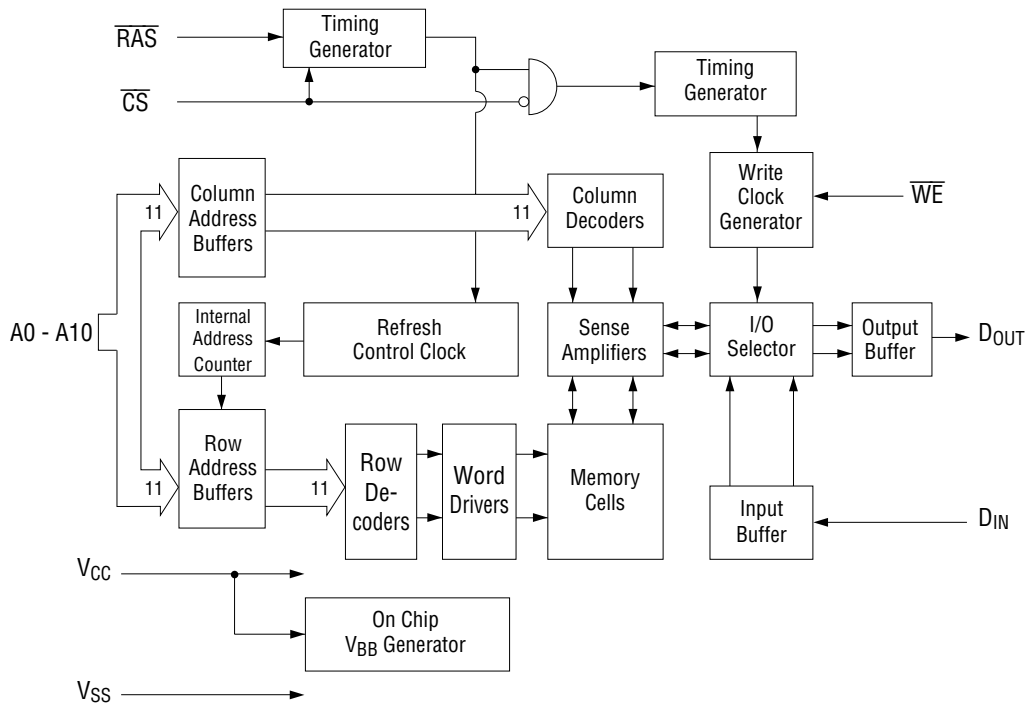 RAS
Timing
Generator
CS
Timing
Generator
Column
Address
Buffers
11
11
Column
Decoders
Write
Clock
Generator
WE
A0 - A10
Internal
Address
Counter
Refresh
Control Clock
Sense
Amplifiers
I/O
Selector
Output
Buffer
DOUT
Row
Address
Buffers
11
11
Row
De-
coders
Word
Drivers
Memory
Cells
Input
Buffer
DIN
VCC
On Chip
VBB Generator
VSS